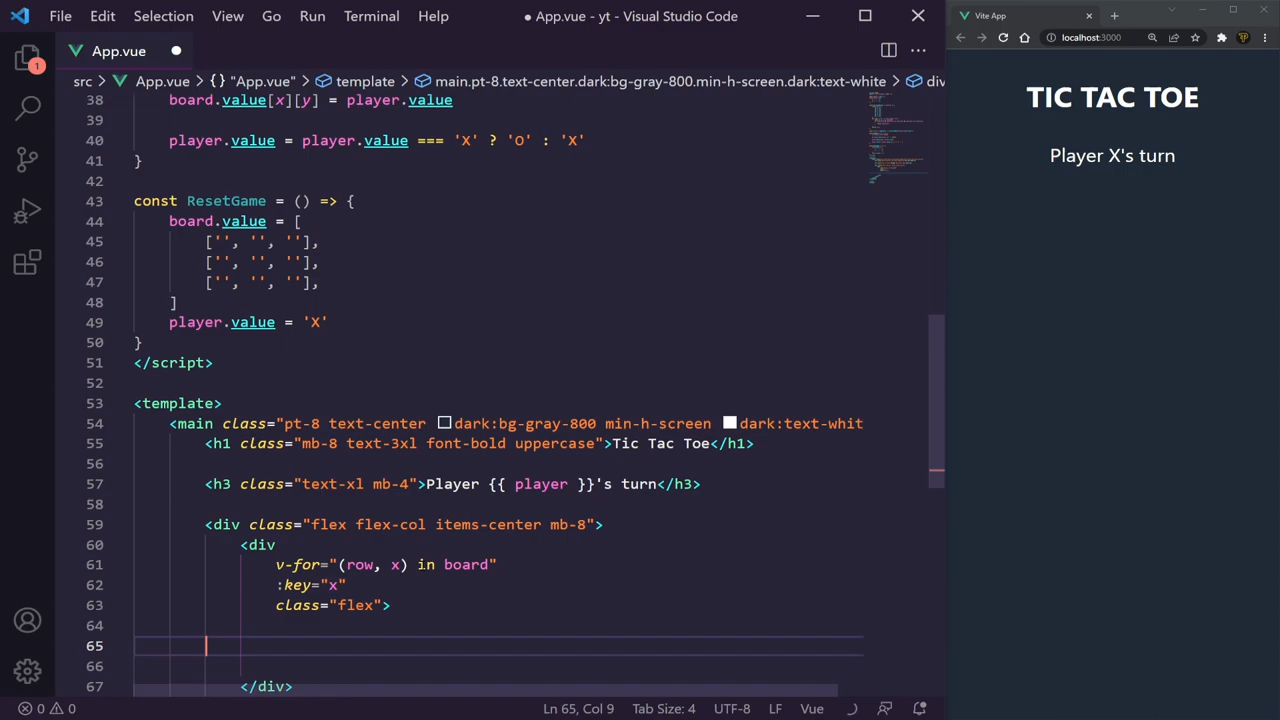 File Edit Selection View Go Run Terminal Help ● App.vue - yt - Visual Studio Code
Vite App
App.vue
localhost:3000
src > App.vue > {} "App.vue" > template > main.pt-8.text-center.dark:bg-gray-800.min-h-screen.dark:text-white > div
38 board.value[x][y] = player.value
39
40 player.value = player.value === 'X' ? 'O' : 'X'
41 }
42
43 const ResetGame = () => {
44 board.value = [
45 ['', '', ''],
46 ['', '', ''],
47 ['', '', ''],
48 ]
49 player.value = 'X'
50 }
51 </script>
52
53 <template>
54 <main class="pt-8 text-center dark:bg-gray-800 min-h-screen dark:text-whit
55 <h1 class="mb-8 text-3xl font-bold uppercase">Tic Tac Toe</h1>
56
57 <h3 class="text-xl mb-4">Player {{ player }}'s turn</h3>
58
59 <div class="flex flex-col items-center mb-8">
60 <div
61 v-for="(row, x) in board"
62 :key="x"
63 class="flex">
64
65
66
67 </div>
1
0 0 Ln 65, Col 9 Tab Size: 4 UTF-8 LF Vue
TIC TAC TOE
Player X's turn